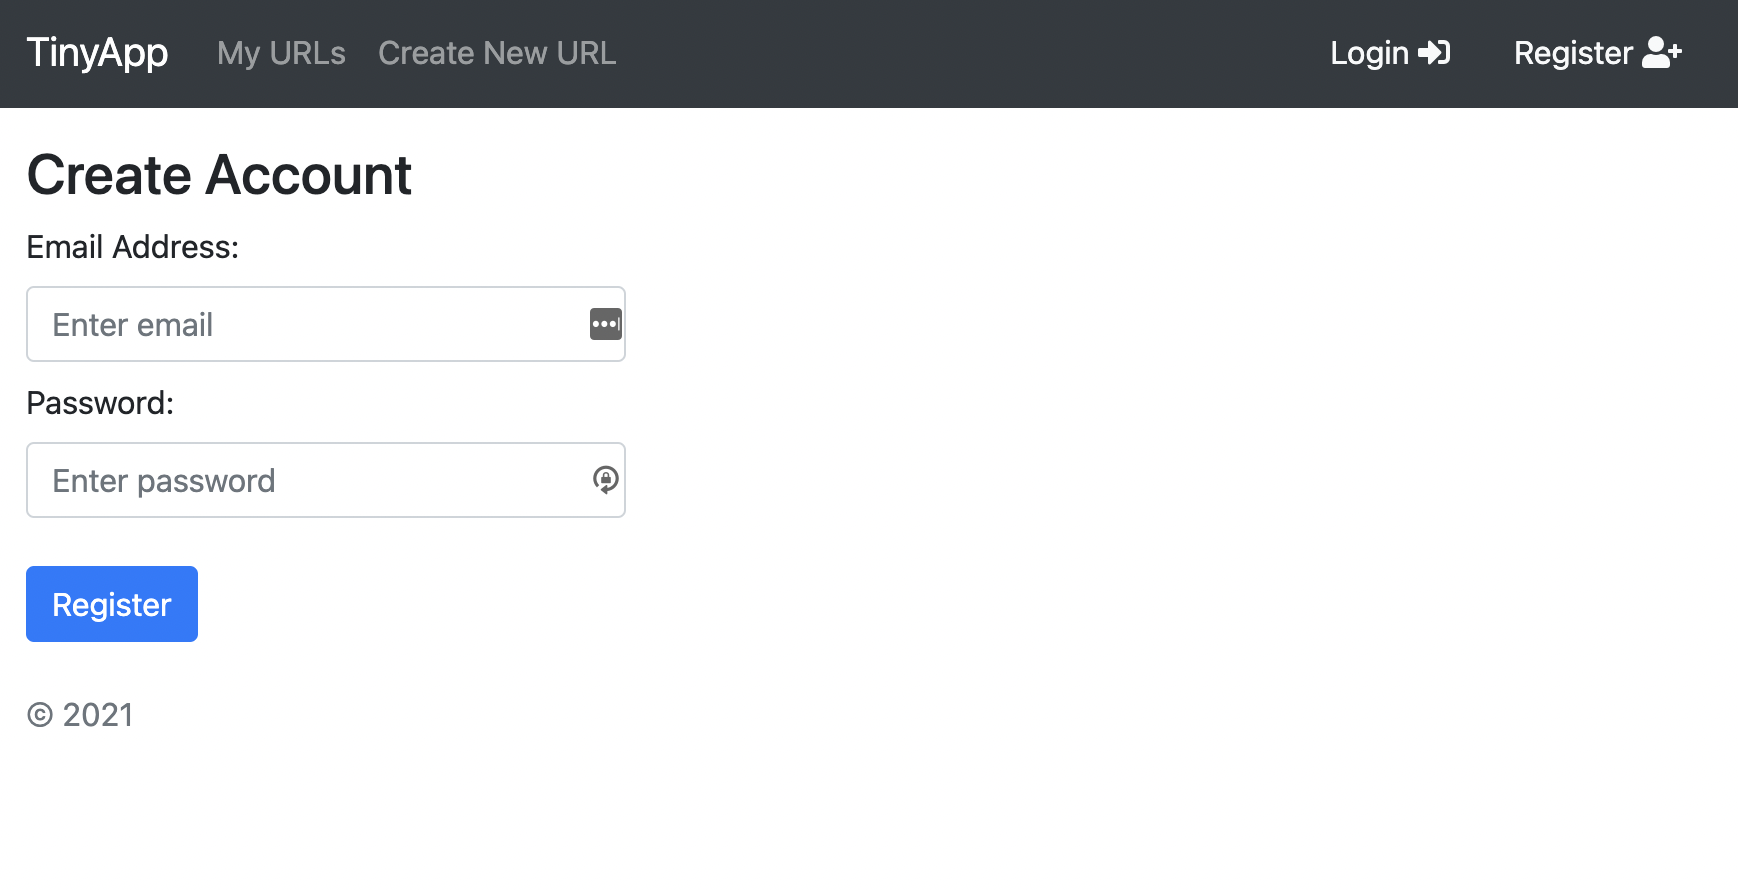 TinyApp My URLs Create New URL Login Register
Create Account
Email Address:
Enter email
Password:
Enter password
Register
© 2021